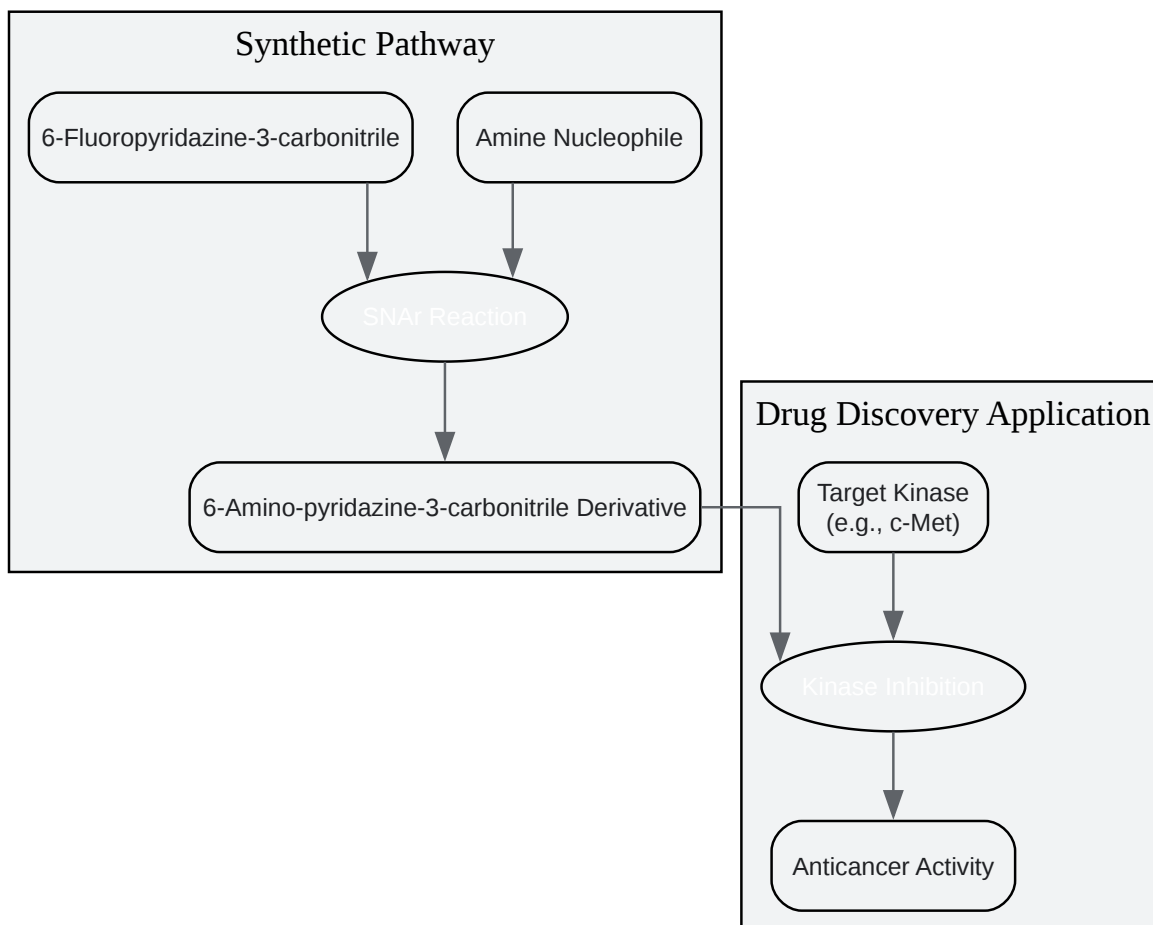 Synthetic Pathway
6-Fluoropyridazine-3-carbonitrile
Amine Nucleophile
SNAr Reaction
6-Amino-pyridazine-3-carbonitrile Derivative
Drug Discovery Application
Target Kinase
(e.g., c-Met)
Kinase Inhibition
Anticancer Activity